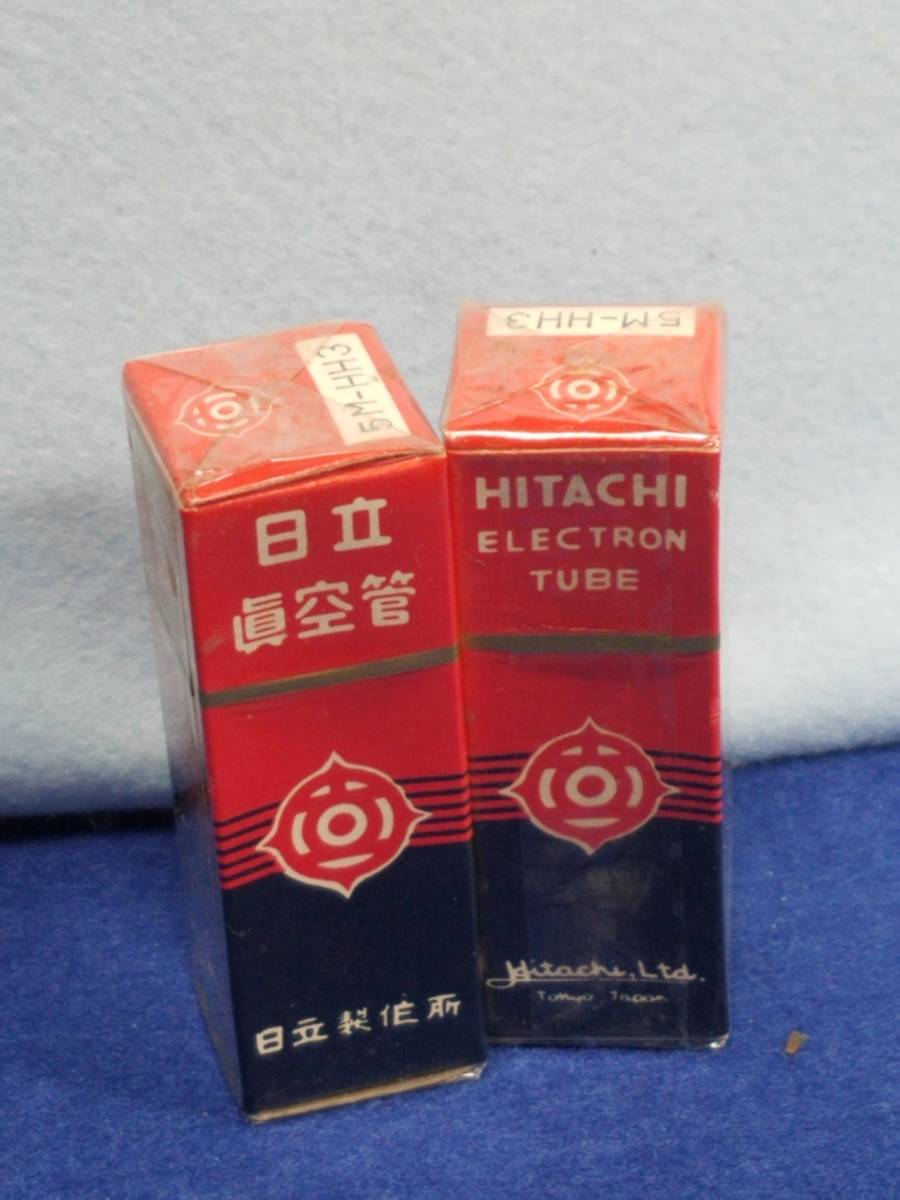 5M-HH3
日立
眞空管
日立製作所
5M-HH3
HITACHI
ELECTRON
TUBE
Hitachi, Ltd.
Tokyo, Japan